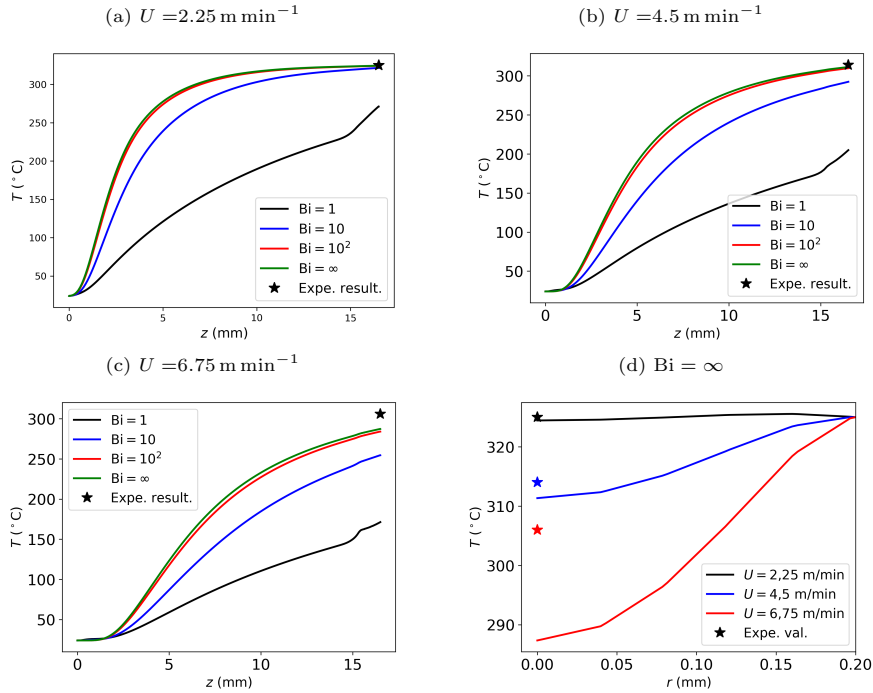 (a) U =2.25 m min⁻¹
300
250
200
150
100
50
T (°C)
0
5
10
15
z (mm)
Bi = 1
Bi = 10
Bi = 10²
Bi = ∞
Expe. result.
(b) U =4.5 m min⁻¹
300
250
200
150
100
50
T (°C)
0
5
10
15
z (mm)
Bi = 1
Bi = 10
Bi = 10²
Bi = ∞
Expe. result.
(c) U =6.75 m min⁻¹
300
250
200
150
100
50
T (°C)
0
5
10
15
z (mm)
Bi = 1
Bi = 10
Bi = 10²
Bi = ∞
Expe. result.
(d) Bi = ∞
320
310
300
290
T (°C)
0.00
0.05
0.10
0.15
0.20
r (mm)
U = 2,25 m/min
U = 4,5 m/min
U = 6,75 m/min
Expe. val.